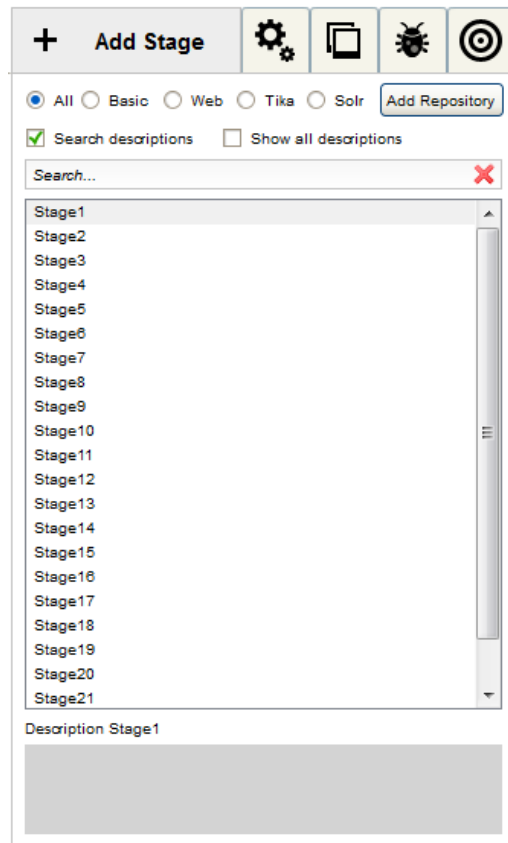 + Add Stage
All Basic Web Tika Solr Add Repository
Search descriptions Show all descriptions
Search...
Stage1
Stage2
Stage3
Stage4
Stage5
Stage6
Stage7
Stage8
Stage9
Stage10
Stage11
Stage12
Stage13
Stage14
Stage15
Stage16
Stage17
Stage18
Stage19
Stage20
Stage21
Description Stage1